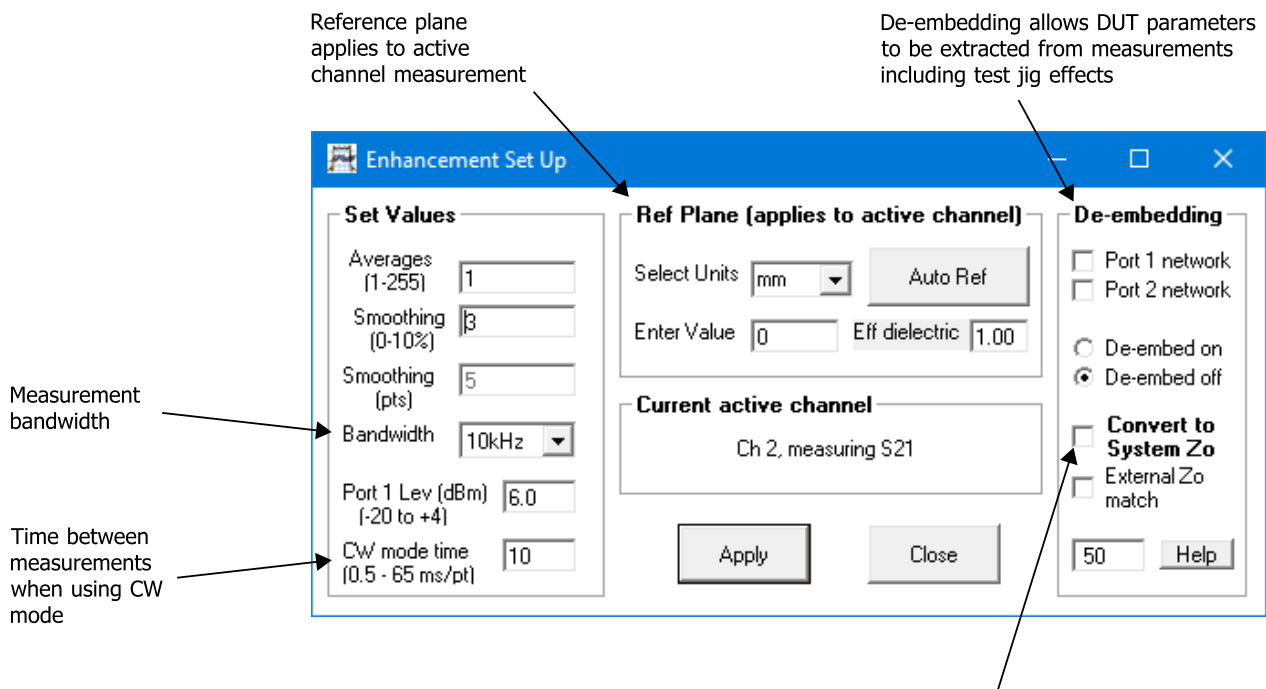 Reference plane
applies to active
channel measurement
De-embedding allows DUT parameters
to be extracted from measurements
including test jig effects
Enhancement Set Up
Set Values
Averages
(1-255)
1
Smoothing
(0-10%)
3
Smoothing
(pts)
5
Bandwidth
10kHz
Port 1 Lev (dBm)
(-20 to +4)
6.0
CW mode time
(0.5 - 65 ms/pt)
10
Ref Plane (applies to active channel)
Select Units
mm
Auto Ref
Enter Value
0
Eff dielectric
1.00
Current active channel
Ch 2, measuring S21
Apply
Close
De-embedding
Port 1 network
Port 2 network
De-embed on
De-embed off
Convert to
System Zo
External Zo
match
50
Help
Measurement
bandwidth
Time between
measurements
when using CW
mode